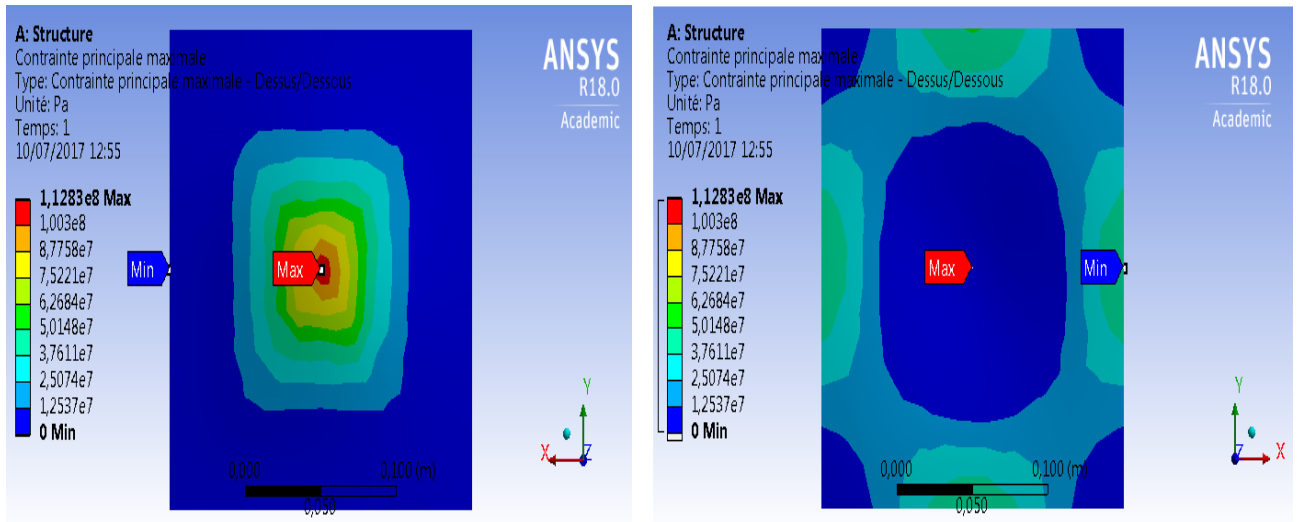 A: Structure
Contrainte principale maximale
Type: Contrainte principale maximale - Dessus/Dessous
Unité: Pa
Temps: 1
10/07/2017 12:55
ANSYS
R18.0
Academic
1,1283e8 Max
1,003e8
8,7758e7
7,5221e7
6,2684e7
5,0148e7
3,7611e7
2,5074e7
1,2537e7
0 Min
Min
Max
0,000
0,100 (m)
0,050
Y
X
Z
A: Structure
Contrainte principale maximale
Type: Contrainte principale maximale - Dessus/Dessous
Unité: Pa
Temps: 1
10/07/2017 12:55
ANSYS
R18.0
Academic
1,1283e8 Max
1,003e8
8,7758e7
7,5221e7
6,2684e7
5,0148e7
3,7611e7
2,5074e7
1,2537e7
0 Min
Max
Min
0,000
0,100 (m)
0,050
Y
Z
X